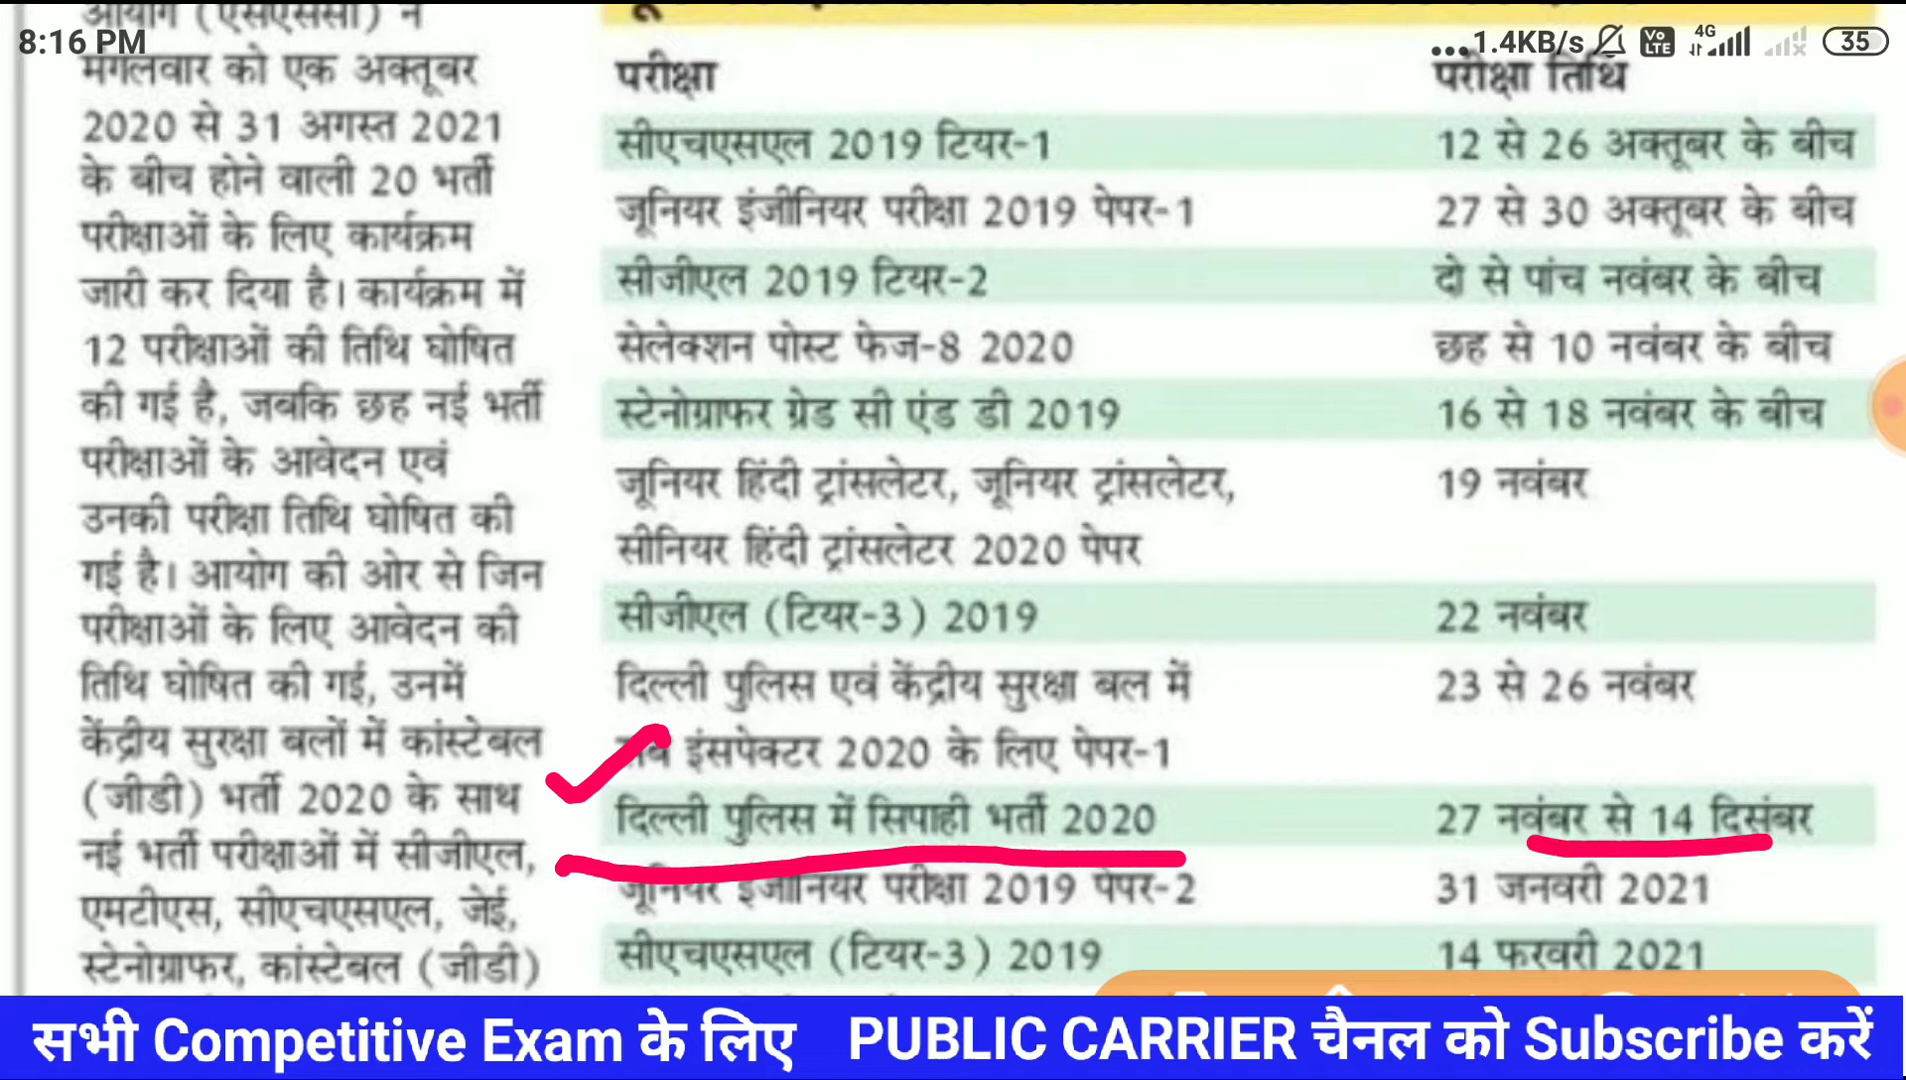 आयोग (एसएससी) ने
8:16 PM
1.4KB/s Vo LTE 4G 35
मंगलवार को एक अक्तूबर
2020 से 31 अगस्त 2021
के बीच होने वाली 20 भर्ती
परीक्षाओं के लिए कार्यक्रम
जारी कर दिया है। कार्यक्रम में
12 परीक्षाओं की तिथि घोषित
की गई है, जबकि छह नई भर्ती
परीक्षाओं के आवेदन एवं
उनकी परीक्षा तिथि घोषित की
गई है। आयोग की ओर से जिन
परीक्षाओं के लिए आवेदन की
तिथि घोषित की गई, उनमें
केंद्रीय सुरक्षा बलों में कांस्टेबल
(जीडी) भर्ती 2020 के साथ
नई भर्ती परीक्षाओं में सीजीएल,
एमटीएस, सीएचएसएल, जेई,
स्टेनोग्राफर, कांस्टेबल (जीडी)
परीक्षा परीक्षा तिथि
सीएचएसएल 2019 टियर-1 12 से 26 अक्तूबर के बीच
जूनियर इंजीनियर परीक्षा 2019 पेपर-1 27 से 30 अक्तूबर के बीच
सीजीएल 2019 टियर-2 दो से पांच नवंबर के बीच
सेलेक्शन पोस्ट फेज-8 2020 छह से 10 नवंबर के बीच
स्टेनोग्राफर ग्रेड सी एंड डी 2019 16 से 18 नवंबर के बीच
जूनियर हिंदी ट्रांसलेटर, जूनियर ट्रांसलेटर, 19 नवंबर
सीनियर हिंदी ट्रांसलेटर 2020 पेपर
सीजीएल (टियर-3) 2019 22 नवंबर
दिल्ली पुलिस एवं केंद्रीय सुरक्षा बल में 23 से 26 नवंबर
सब इंसपेक्टर 2020 के लिए पेपर-1
दिल्ली पुलिस में सिपाही भर्ती 2020 27 नवंबर से 14 दिसंबर
जूनियर इंजीनियर परीक्षा 2019 पेपर-2 31 जनवरी 2021
सीएचएसएल (टियर-3) 2019 14 फरवरी 2021
सभी Competitive Exam के लिए PUBLIC CARRIER चैनल को Subscribe करें